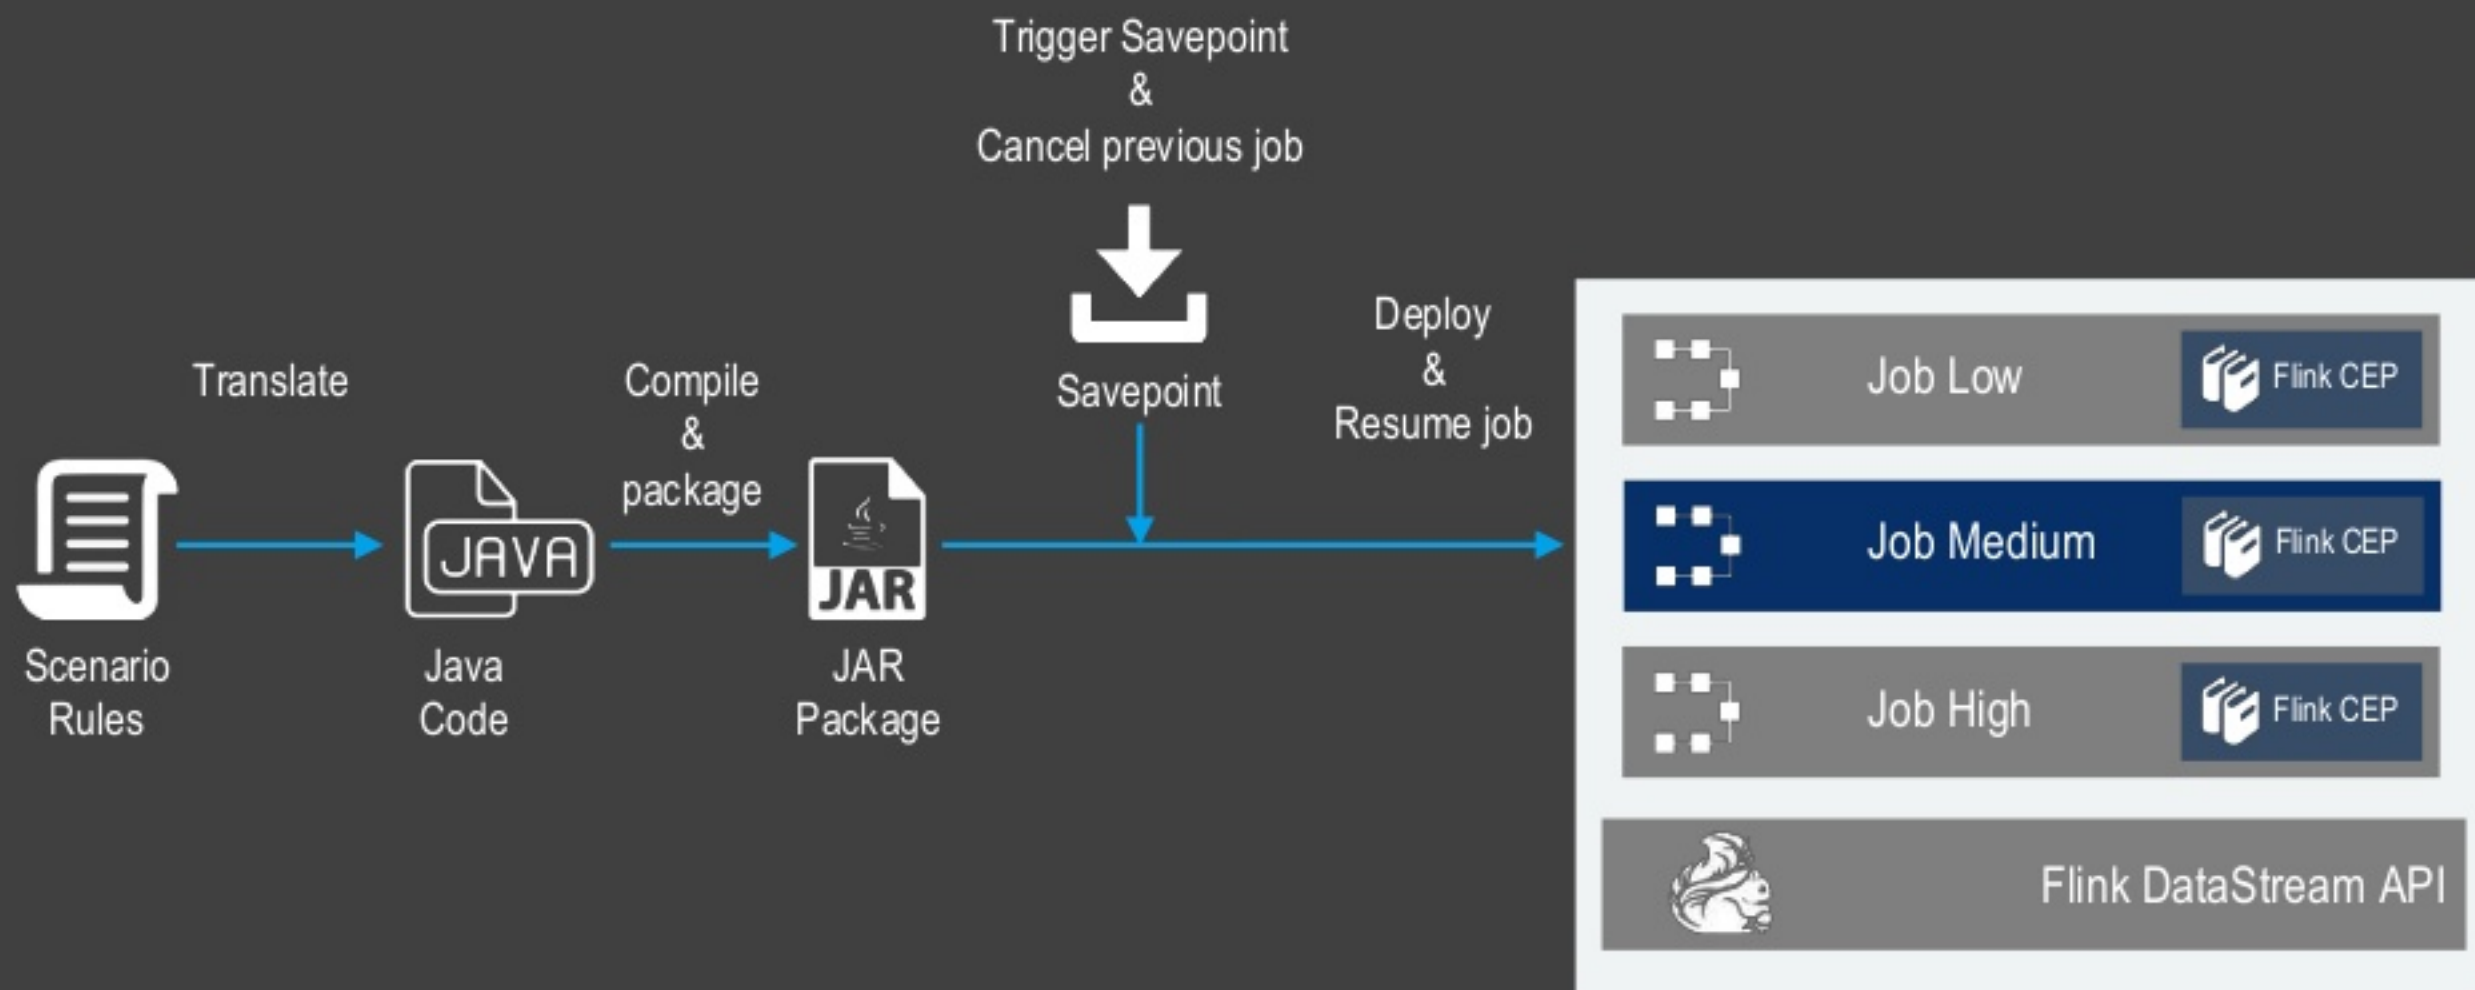 Trigger Savepoint
&
Cancel previous job
Savepoint
Deploy
&
Resume job
Translate
Compile
&
package
JAVA
JAR
Scenario
Rules
Java
Code
JAR
Package
Job Low
Flink CEP
Job Medium
Flink CEP
Job High
Flink CEP
Flink DataStream API